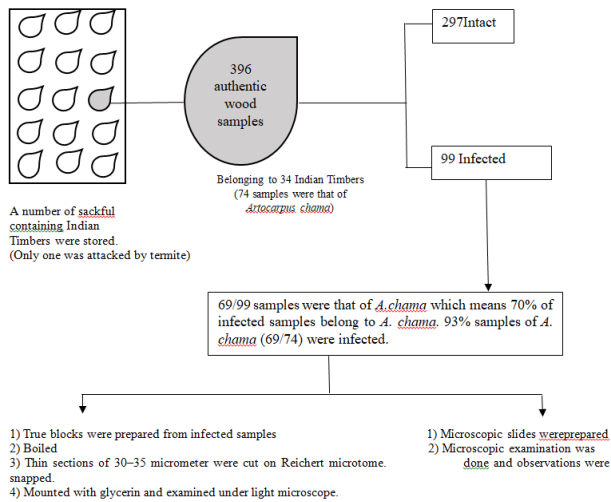 297Intact
396
authentic
wood
samples
99 Infected
Belonging to 34 Indian Timbers
(74 samples were that of
Artocarpus chama)
A number of sackful
containing Indian
Timbers were stored.
(Only one was attacked by termite)
69/99 samples were that of A.chama which means 70% of
infected samples belong to A. chama. 93% samples of A.
chama (69/74) were infected.
1) True blocks were prepared from infected samples
2) Boiled
3) Thin sections of 30–35 micrometer were cut on Reichert microtome.
snapped.
4) Mounted with glycerin and examined under light microscope.
1) Microscopic slides wereprepared
2) Microscopic examination was
done and observations were